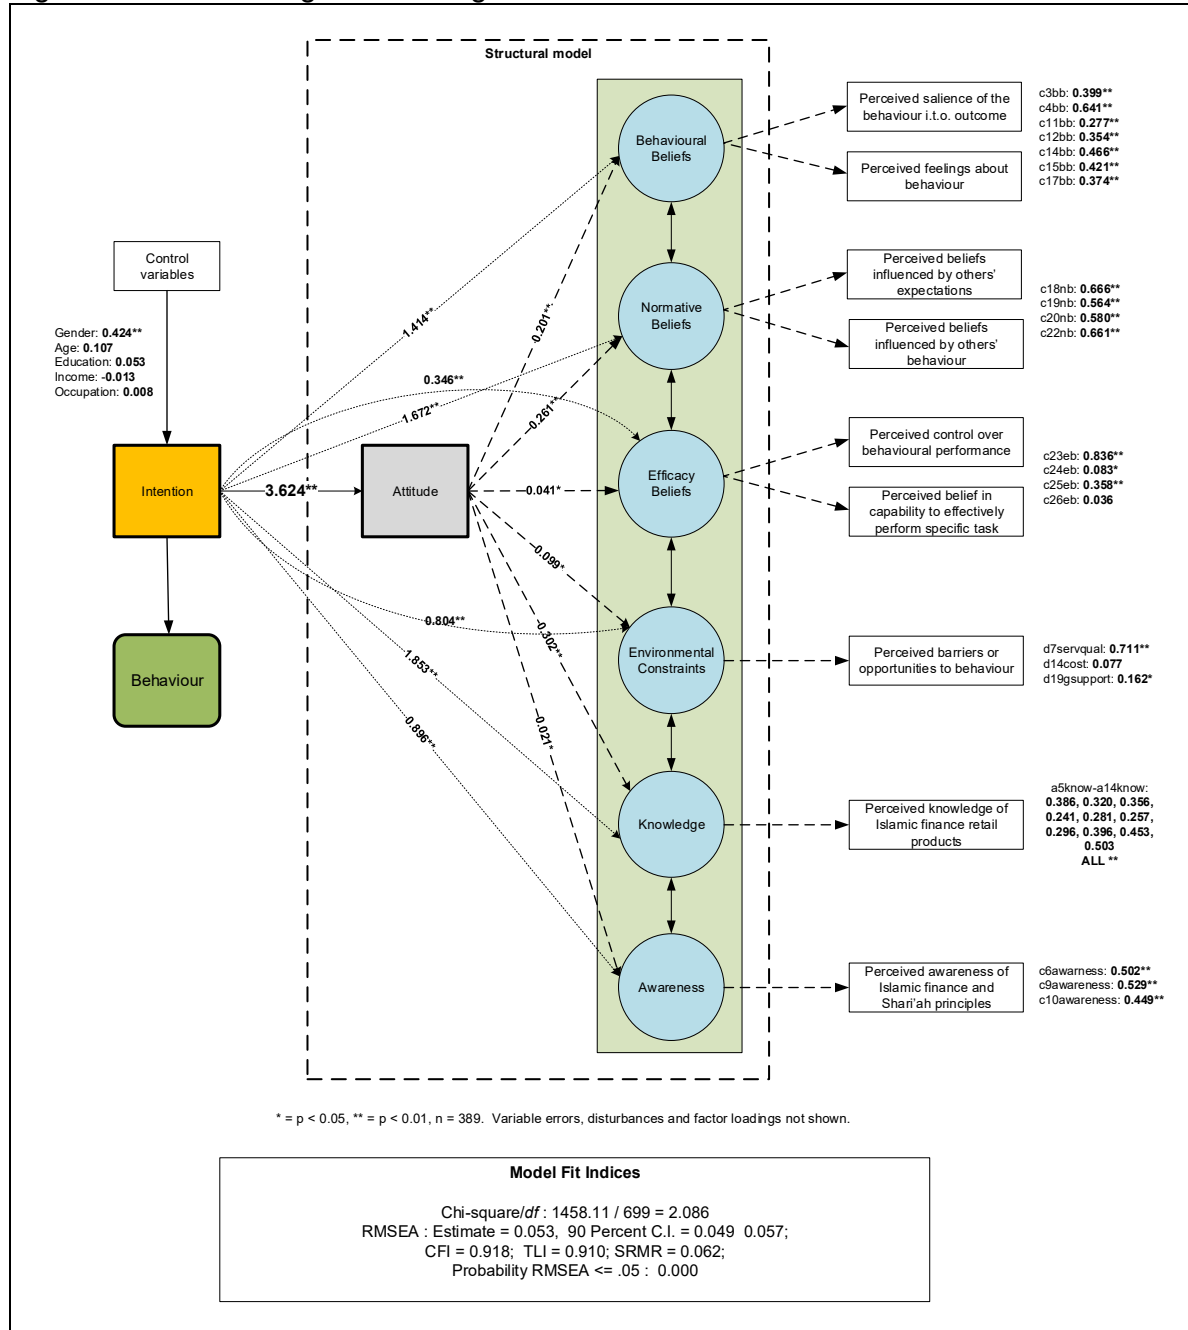 Structural model
Behavioural
Beliefs
Perceived salience of the
behaviour i.t.o. outcome
Perceived feelings about
behaviour
c3bb: 0.399**
c4bb: 0.641**
c11bb: 0.277**
c12bb: 0.354**
c14bb: 0.466**
c15bb: 0.421**
c17bb: 0.374**
Control
variables
Gender: 0.424**
Age: 0.107
Education: 0.053
Income: -0.013
Occupation: 0.008
1.414**
0.201**
Normative
Beliefs
Perceived beliefs
influenced by others'
expectations
Perceived beliefs
influenced by others'
behaviour
c18nb: 0.666**
c19nb: 0.564**
c20nb: 0.580**
c22nb: 0.661**
0.346**
1.672**
0.261**
Intention
3.624**
Attitude
0.041*
Efficacy
Beliefs
Perceived control over
behavioural performance
Perceived belief in
capability to effectively
perform specific task
c23eb: 0.836**
c24eb: 0.083*
c25eb: 0.358**
c26eb: 0.036
0.099*
0.804**
0.302**
Behaviour
Environmental
Constraints
Perceived barriers or
opportunities to behaviour
d7servqual: 0.711**
d14cost: 0.077
d19gsupport: 0.162*
1.853**
0.896**
0.021*
Knowledge
Perceived knowledge of
Islamic finance retail
products
a5know-a14know:
0.386, 0.320, 0.356,
0.241, 0.281, 0.257,
0.296, 0.396, 0.453,
0.503
ALL **
Awareness
Perceived awareness of
Islamic finance and
Shari'ah principles
c6awarness: 0.502**
c9awareness: 0.529**
c10awareness: 0.449**
* = p < 0.05, ** = p < 0.01, n = 389. Variable errors, disturbances and factor loadings not shown.
Model Fit Indices
Chi-square/df : 1458.11 / 699 = 2.086
RMSEA : Estimate = 0.053, 90 Percent C.I. = 0.049 0.057;
CFI = 0.918; TLI = 0.910; SRMR = 0.062;
Probability RMSEA <= .05 : 0.000